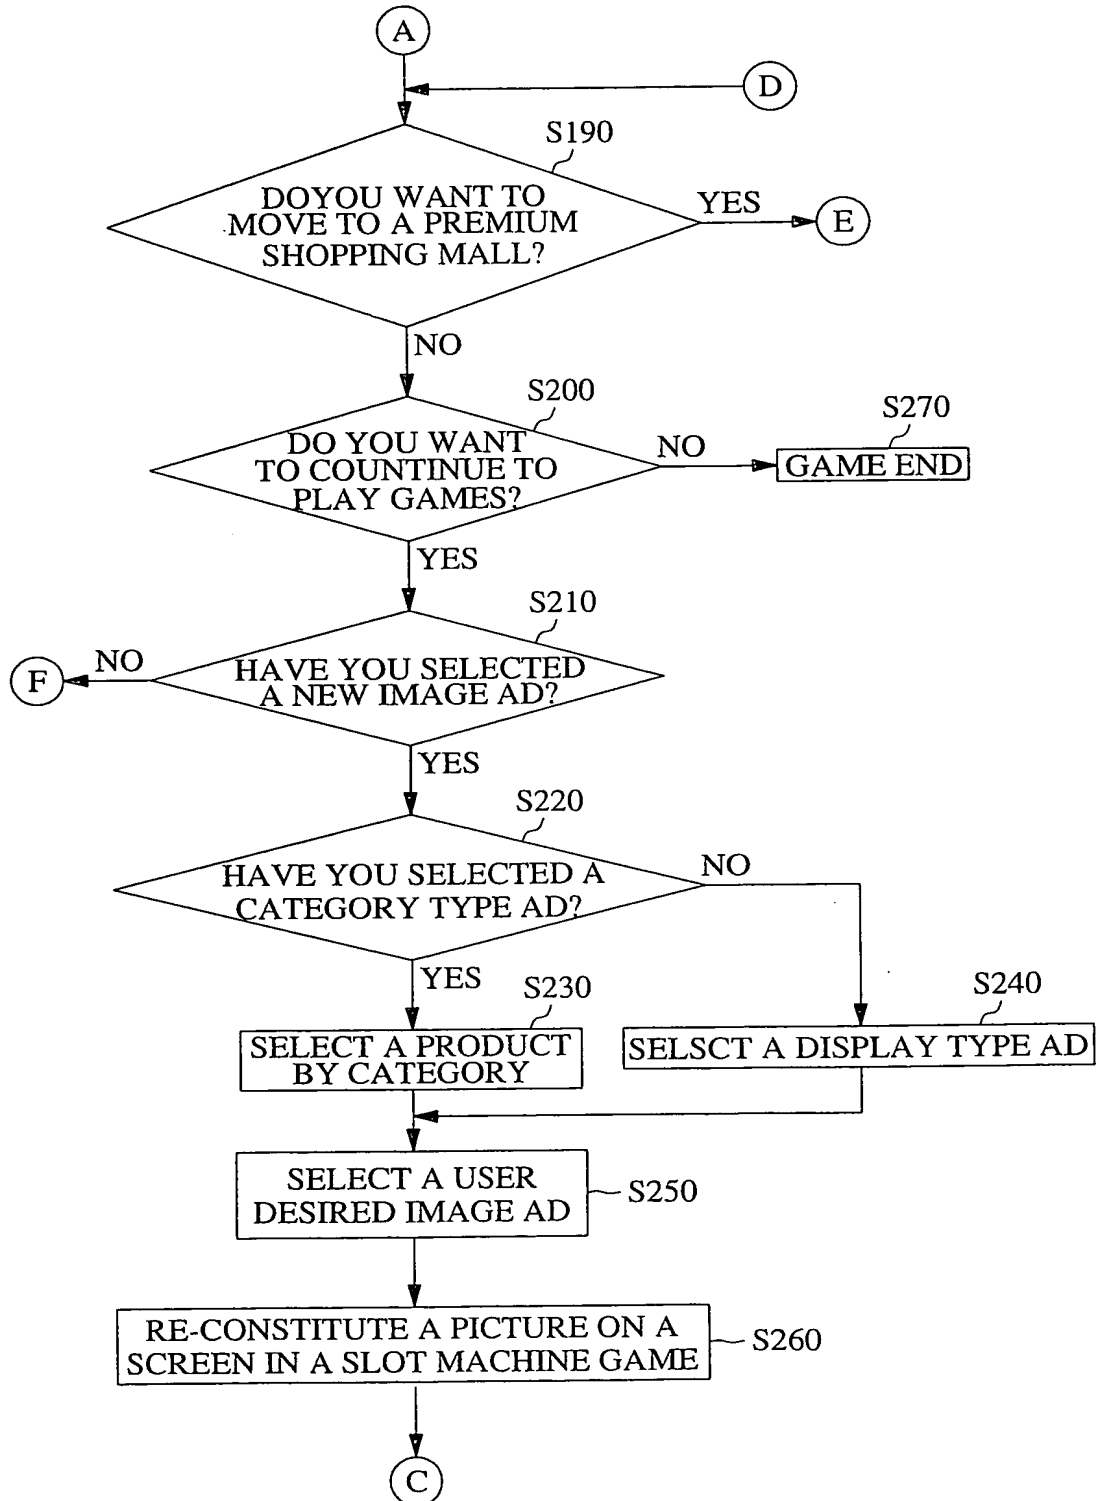 A
D
S190
DOYOU WANT TO
MOVE TO A PREMIUM
SHOPPING MALL?
YES
E
NO
S200
DO YOU WANT
TO COUNTINUE TO
PLAY GAMES?
NO
S270
GAME END
YES
S210
HAVE YOU SELECTED
A NEW IMAGE AD?
NO
F
YES
S220
HAVE YOU SELECTED A
CATEGORY TYPE AD?
NO
YES
S230
SELECT A PRODUCT
BY CATEGORY
S240
SELSCT A DISPLAY TYPE AD
SELECT A USER
DESIRED IMAGE AD
S250
RE-CONSTITUTE A PICTURE ON A
SCREEN IN A SLOT MACHINE GAME
S260
C